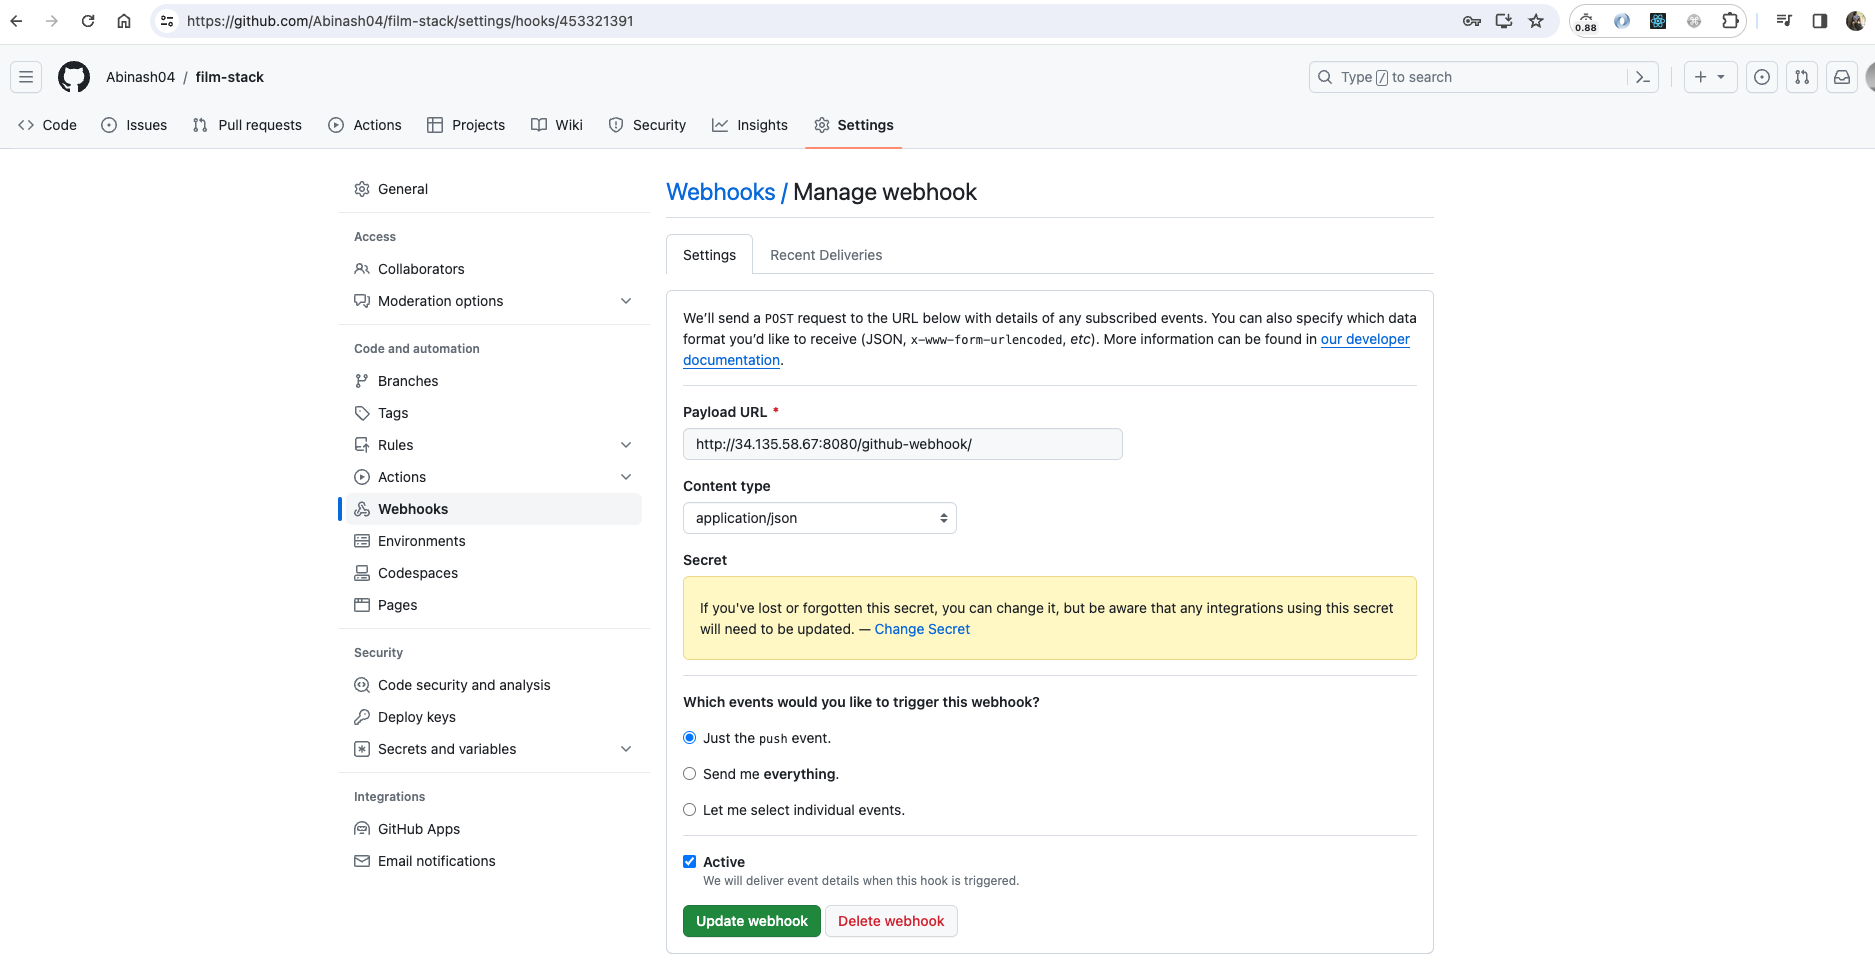 https://github.com/Abinash04/film-stack/settings/hooks/453321391
0.88
Abinash04 / film-stack
Type / to search
Code Issues Pull requests Actions Projects Wiki Security Insights Settings
General
Access
Collaborators
Moderation options
Code and automation
Branches
Tags
Rules
Actions
Webhooks
Environments
Codespaces
Pages
Security
Code security and analysis
Deploy keys
Secrets and variables
Integrations
GitHub Apps
Email notifications
Webhooks / Manage webhook
Settings Recent Deliveries
We’ll send a POST request to the URL below with details of any subscribed events. You can also specify which data
format you’d like to receive (JSON, x-www-form-urlencoded, etc). More information can be found in our developer
documentation.
Payload URL *
http://34.135.58.67:8080/github-webhook/
Content type
application/json
Secret
If you've lost or forgotten this secret, you can change it, but be aware that any integrations using this secret
will need to be updated. — Change Secret
Which events would you like to trigger this webhook?
Just the push event.
Send me everything.
Let me select individual events.
Active
We will deliver event details when this hook is triggered.
Update webhook Delete webhook